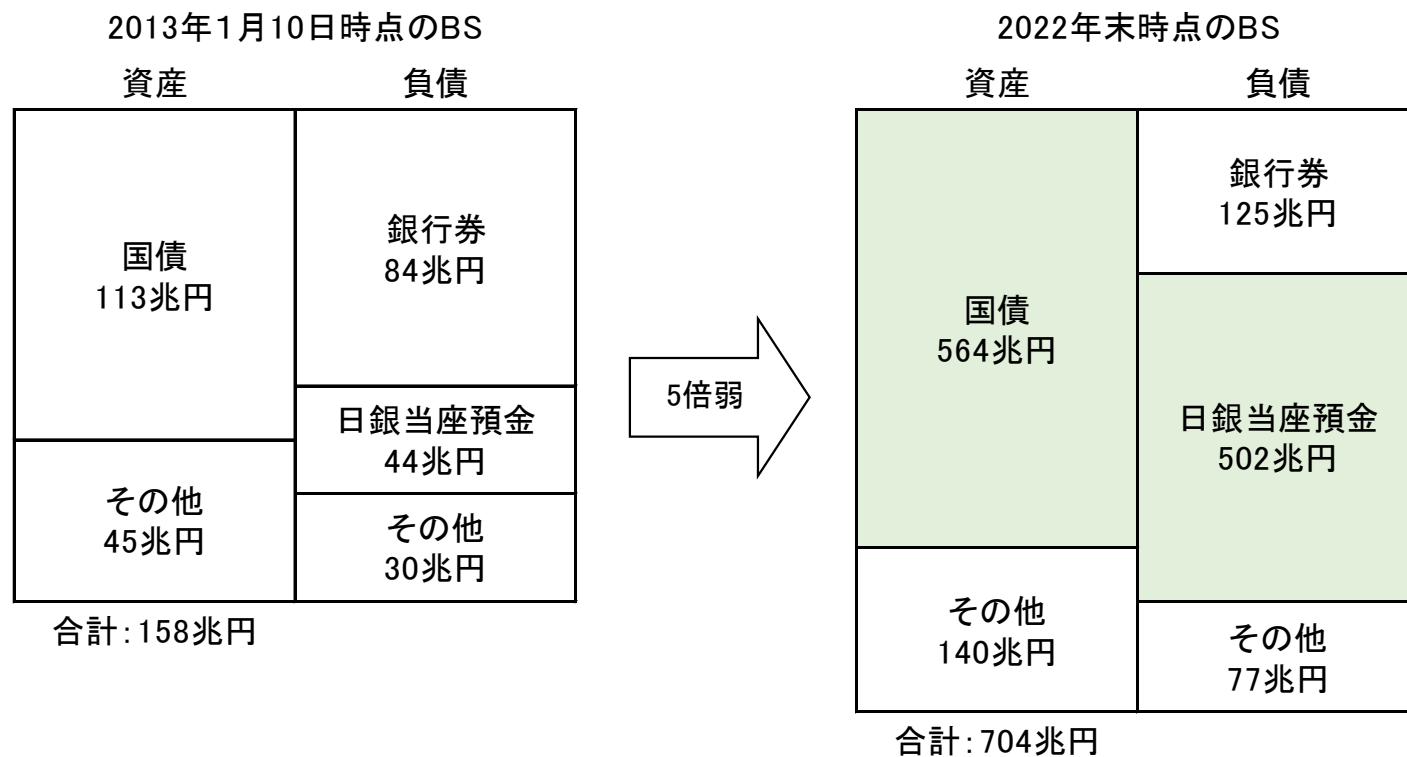 2013年1月10日時点のBS
資産
負債
国債
113兆円
その他
45兆円
銀行券
84兆円
日銀当座預金
44兆円
その他
30兆円
合計:158兆円
5倍弱
2022年末時点のBS
資産
負債
国債
564兆円
その他
140兆円
銀行券
125兆円
日銀当座預金
502兆円
その他
77兆円
合計:704兆円